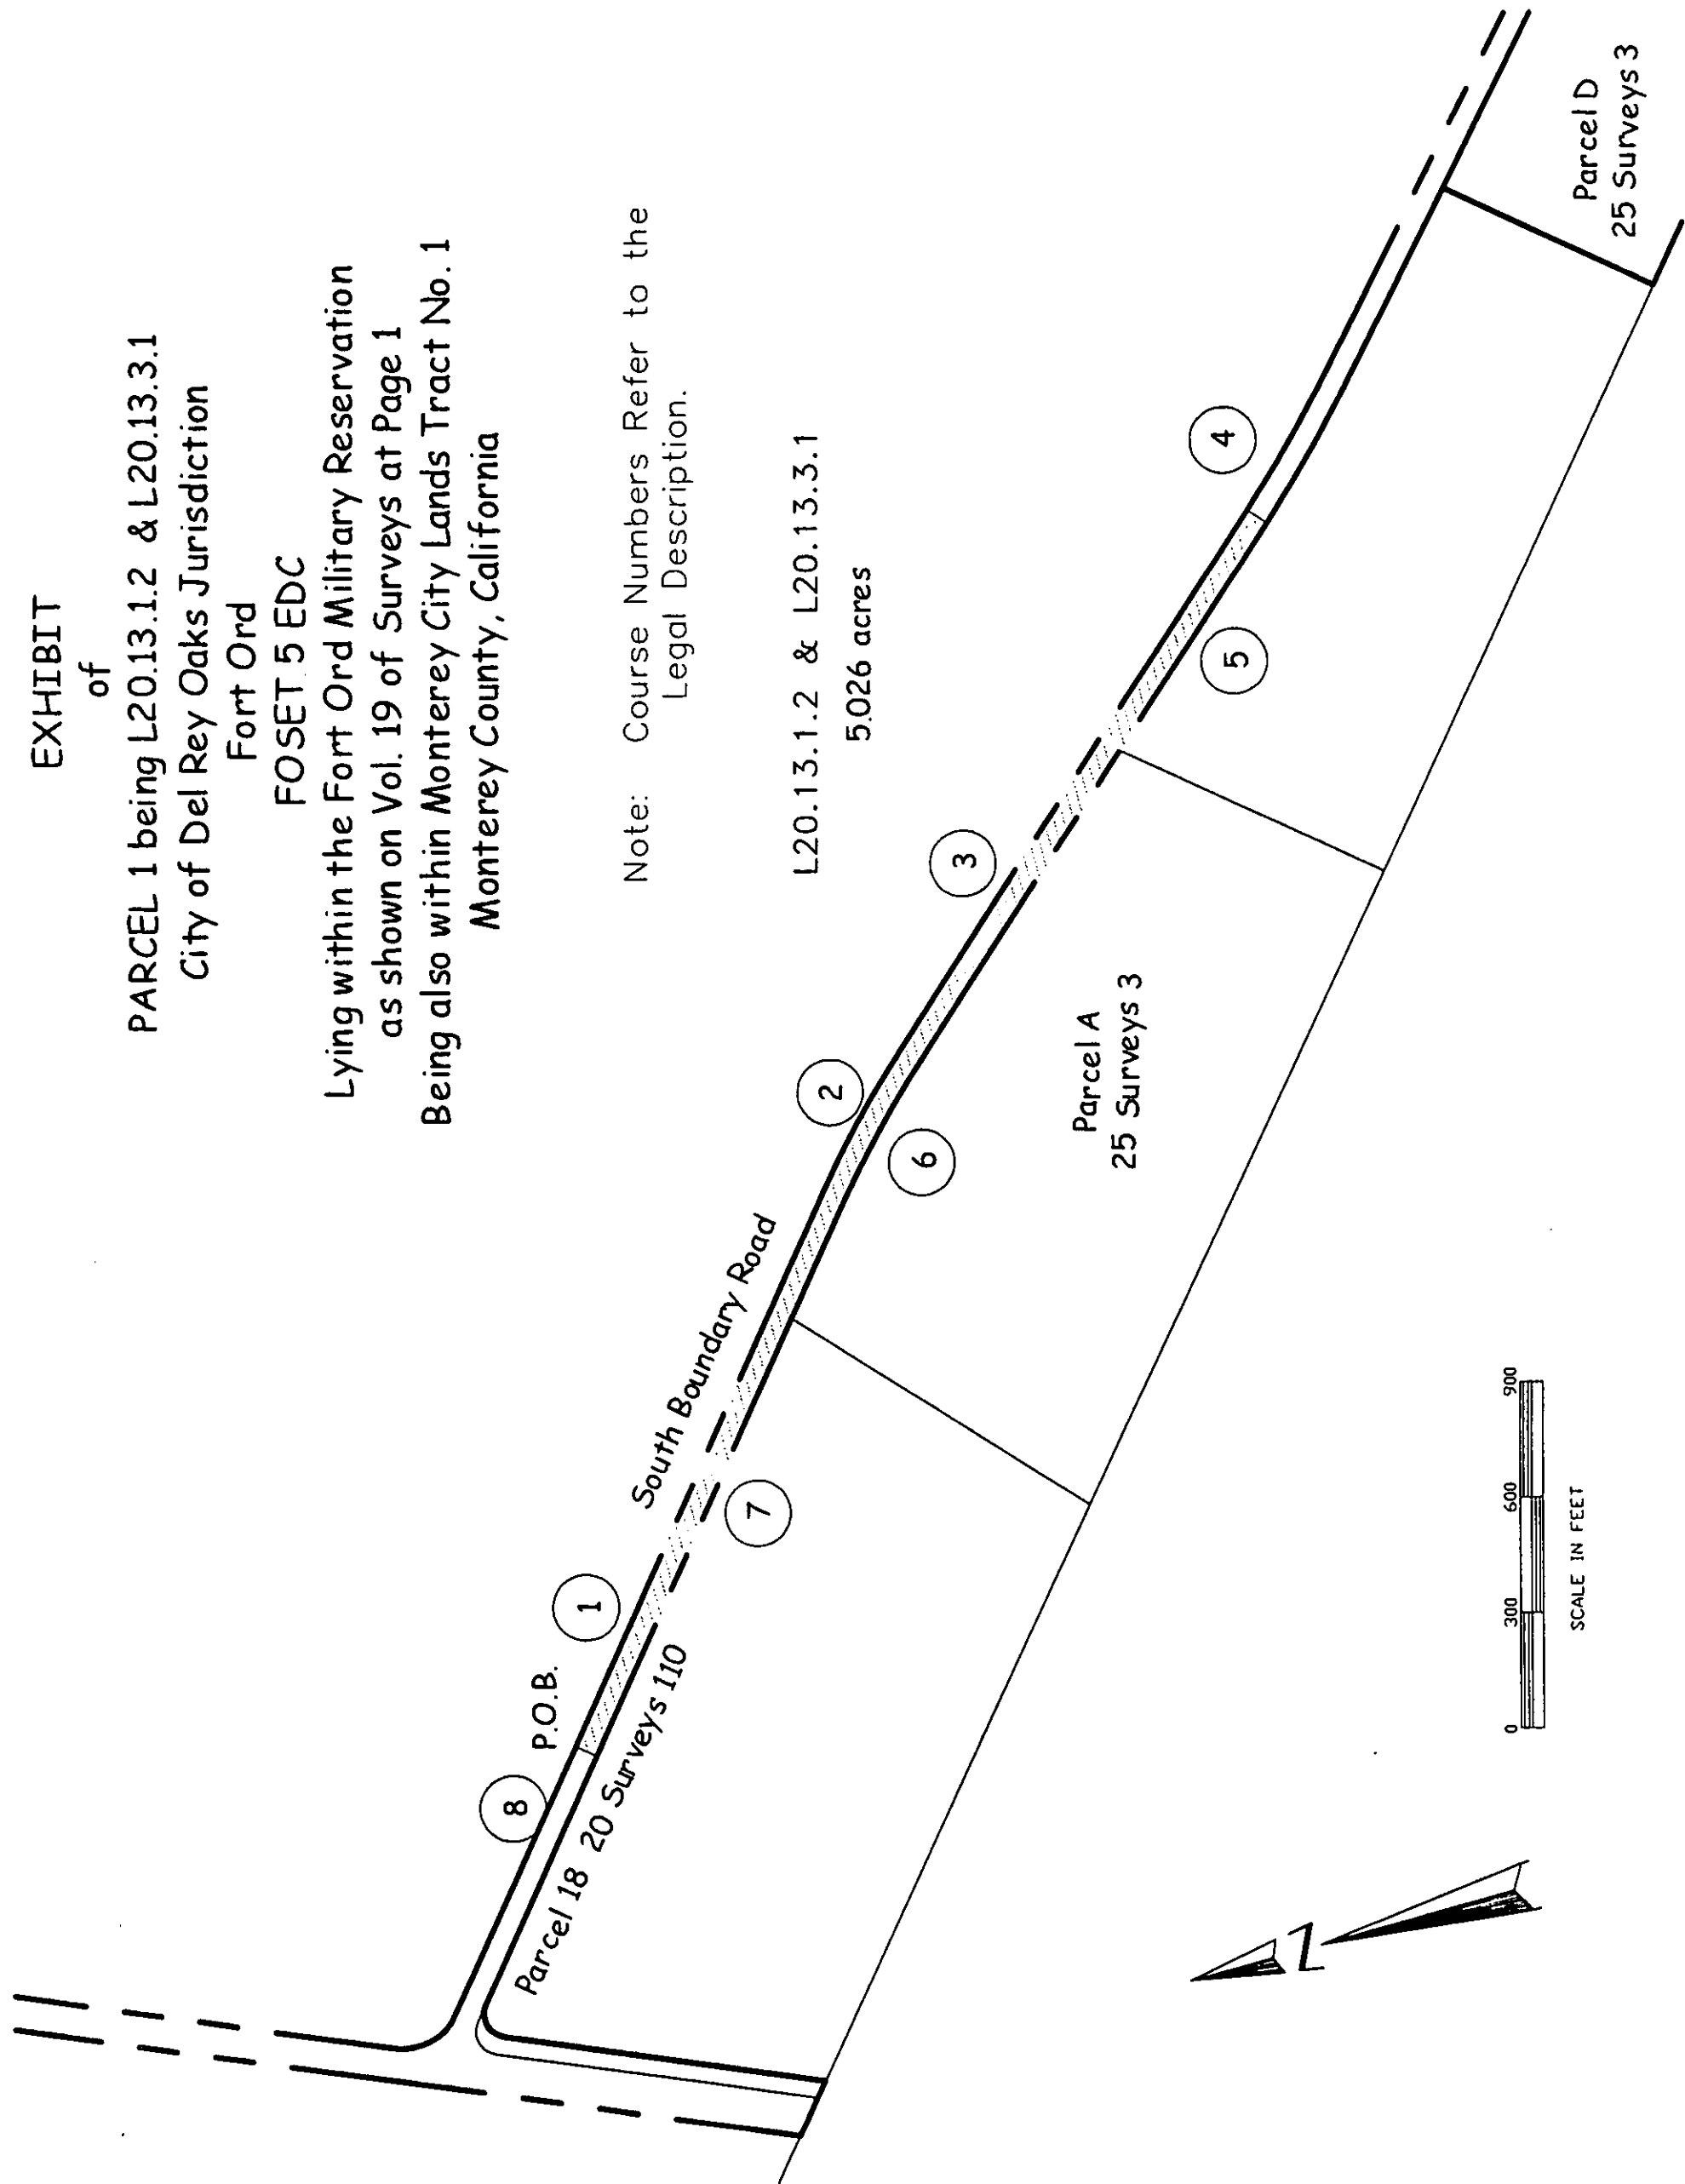 EXHIBIT
of
PARCEL 1 being L20.13.1.2 & L20.13.3.1
City of Del Rey Oaks Jurisdiction
Fort Ord
FOSET 5 EDC
Lying within the Fort Ord Military Reservation
as shown on Vol. 19 of Surveys at Page 1
Being also within Monterey City Lands Tract No. 1
Monterey County, California
Note: Course Numbers Refer to the
Legal Description.
L20.13.1.2 & L20.13.3.1
5.026 acres
8
P.O.B.
1
South Boundary Road
2
3
4
Parcel 18 20 Surveys 110
7
6
5
Parcel A
25 Surveys 3
Parcel D
25 Surveys 3
N
0 300 600 900
SCALE IN FEET